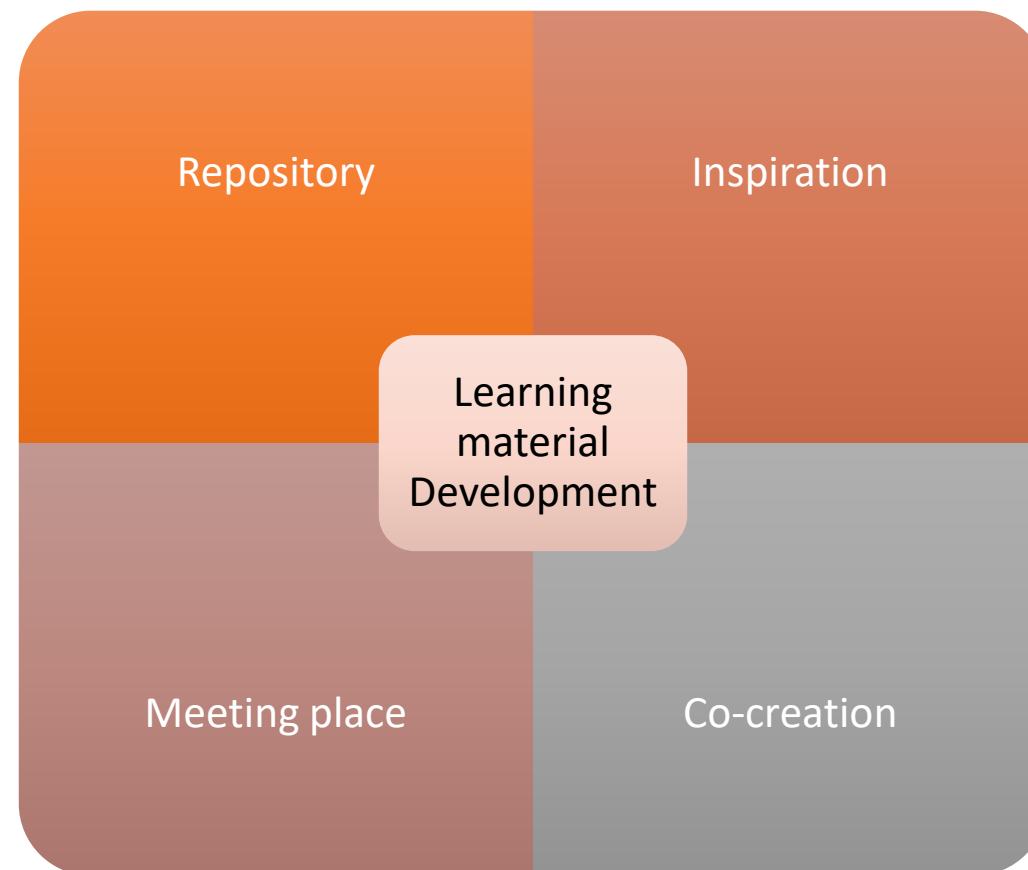 Repository
Inspiration
Learning
material
Development
Meeting place
Co-creation